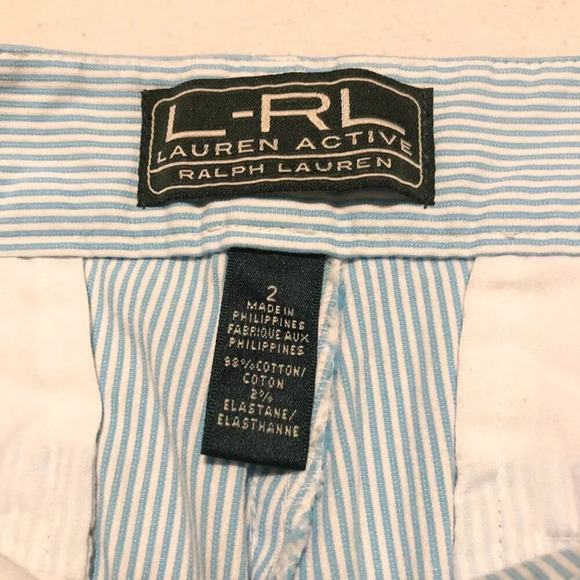 L-RL
LAUREN ACTIVE
RALPH LAUREN
2
MADE IN
PHILIPPINES
FABRIQUE AUX
PHILIPPINES
98% COTTON/
COTON
2%
ELASTANE/
ELASTHANNE